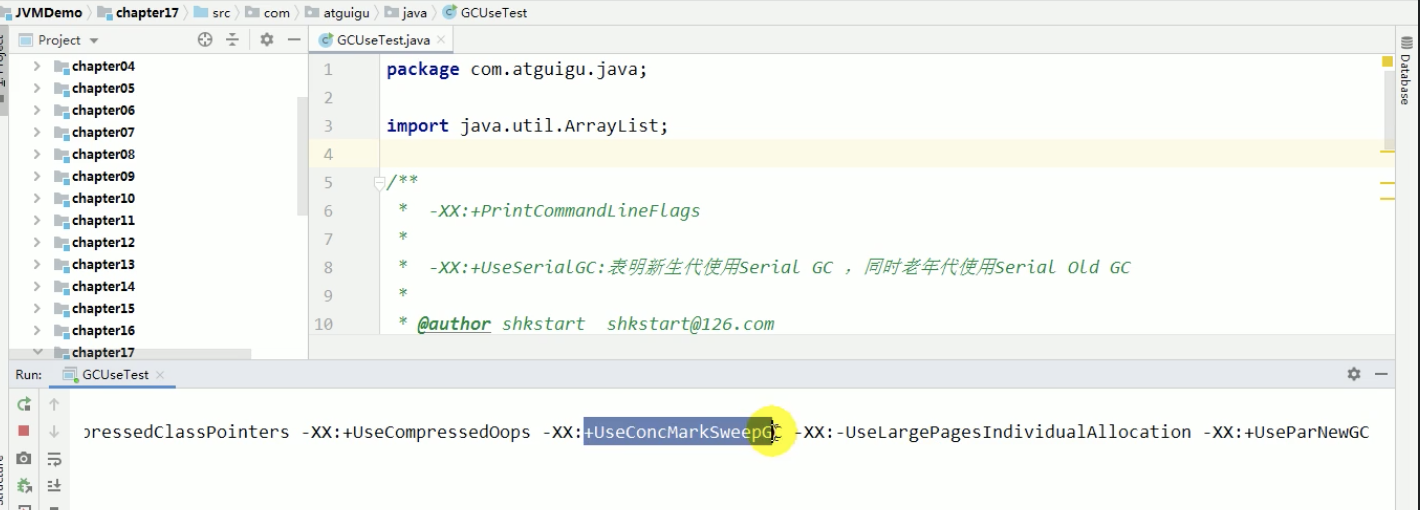 JVMDemo chapter17 src com atguigu java GCUseTest
Project
GCUseTest.java
chapter04
chapter05
chapter06
chapter07
chapter08
chapter09
chapter10
chapter11
chapter12
chapter13
chapter14
chapter15
chapter16
chapter17
1 package com.atguigu.java;
2
3 import java.util.ArrayList;
4
5 /**
6 * -XX:+PrintCommandLineFlags
7 *
8 * -XX:+UseSerialGC:表明新生代使用Serial GC ，同时老年代使用Serial Old GC
9 *
10 * @author shkstart shkstart@126.com
Database
Run: GCUseTest
pressedClassPointers -XX:+UseCompressedOops -XX:+UseConcMarkSweepGC -XX:-UseLargePagesIndividualAllocation -XX:+UseParNewGC